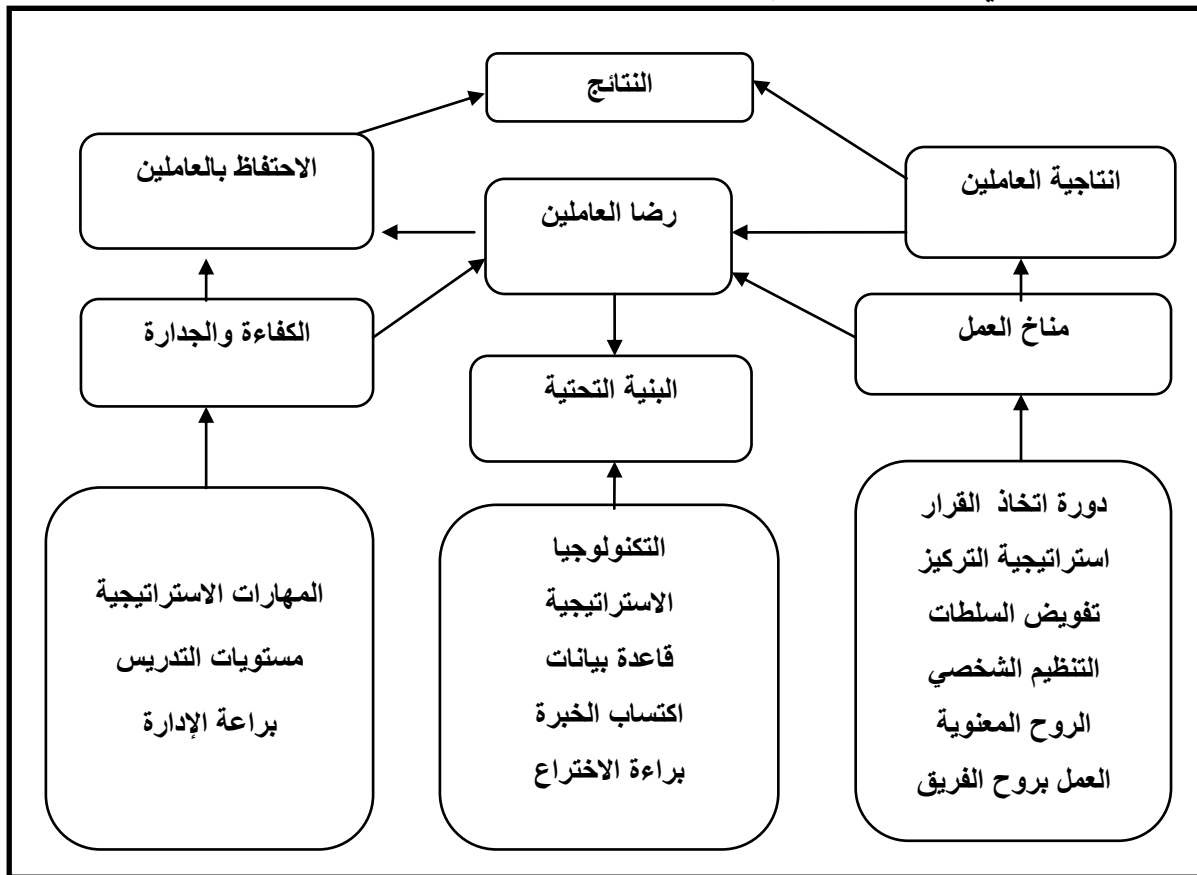 النتائج
انتاجية العاملين
رضا العاملين
الاحتفاظ بالعاملين
مناخ العمل
البنية التحتية
الكفاءة والجدارة
دورة اتخاذ القرار
استراتيجية التركيز
تفويض السلطات
التنظيم الشخصي
الروح المعنوية
العمل بروح الفريق
التكنولوجيا
الاستراتيجية
قاعدة بيانات
اكتساب الخبرة
براءة الاختراع
المهارات الاستراتيجية
مستويات التدريس
براعة الإدارة